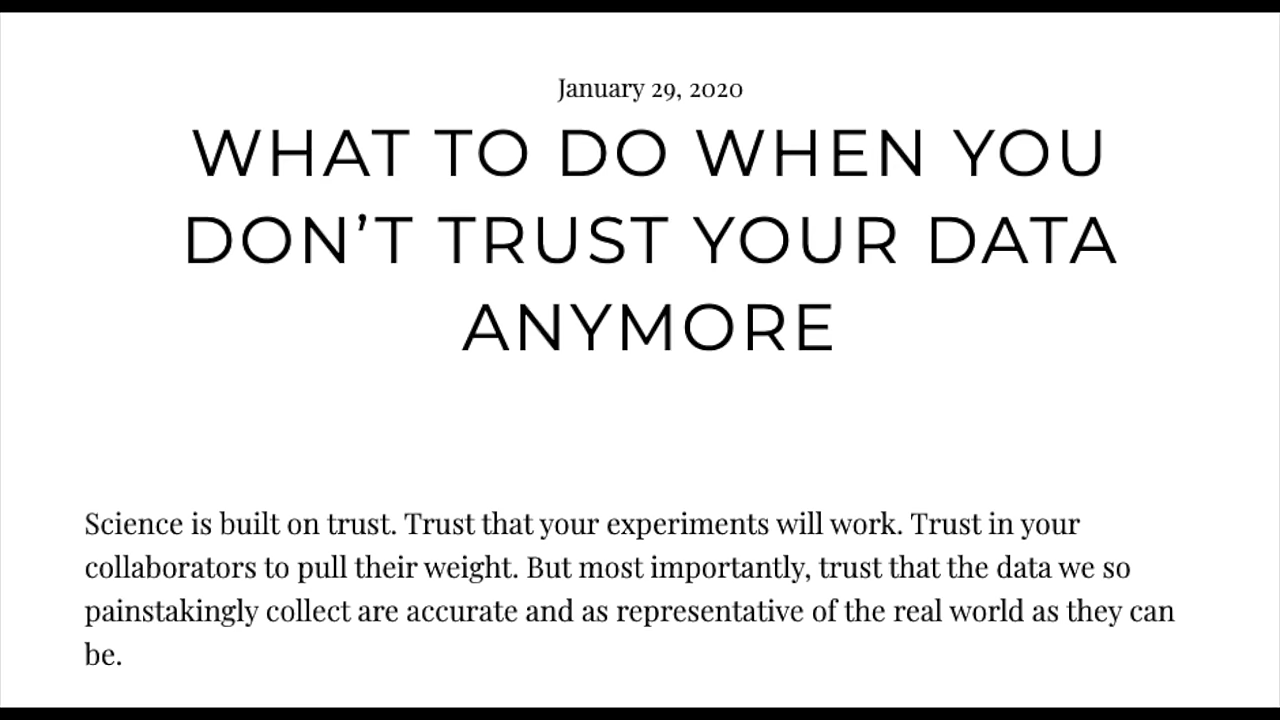 January 29, 2020
WHAT TO DO WHEN YOU
DON’T TRUST YOUR DATA
ANYMORE
Science is built on trust. Trust that your experiments will work. Trust in your
collaborators to pull their weight. But most importantly, trust that the data we so
painstakingly collect are accurate and as representative of the real world as they can
be.